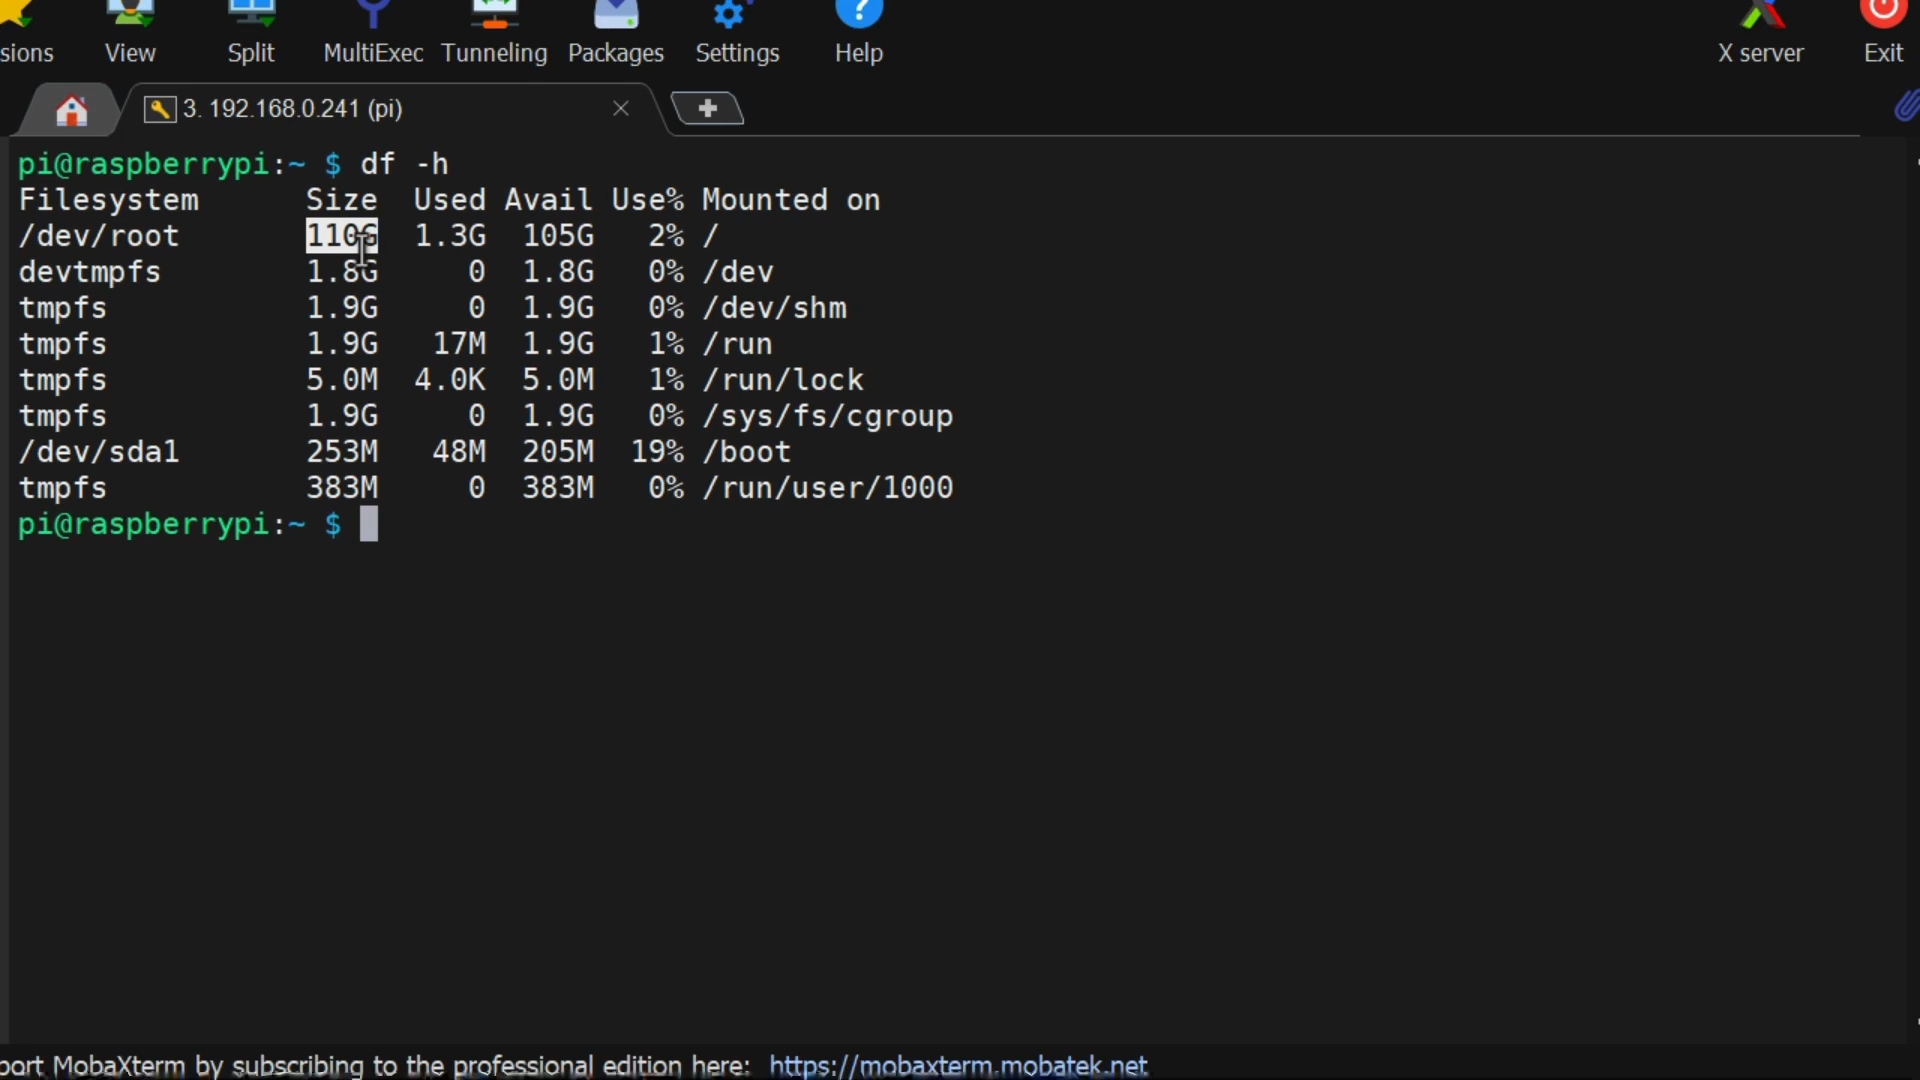 sions View Split MultiExec Tunneling Packages Settings Help X server Exit
3. 192.168.0.241 (pi)
pi@raspberrypi:~ $ df -h
Filesystem Size Used Avail Use% Mounted on
/dev/root 110G 1.3G 105G 2% /
devtmpfs 1.8G 0 1.8G 0% /dev
tmpfs 1.9G 0 1.9G 0% /dev/shm
tmpfs 1.9G 17M 1.9G 1% /run
tmpfs 5.0M 4.0K 5.0M 1% /run/lock
tmpfs 1.9G 0 1.9G 0% /sys/fs/cgroup
/dev/sda1 253M 48M 205M 19% /boot
tmpfs 383M 0 383M 0% /run/user/1000
pi@raspberrypi:~ $
port MobaXterm by subscribing to the professional edition here: https://mobaxterm.mobatek.net